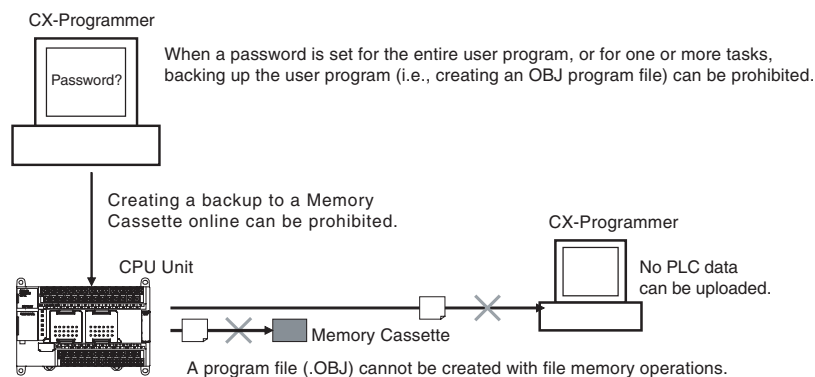 CX-Programmer
When a password is set for the entire user program, or for one or more tasks,
backing up the user program (i.e., creating an OBJ program file) can be prohibited.
Password?
Creating a backup to a Memory
Cassette online can be prohibited.
CX-Programmer
CPU Unit
No PLC data
can be uploaded.
Memory Cassette
A program file (.OBJ) cannot be created with file memory operations.